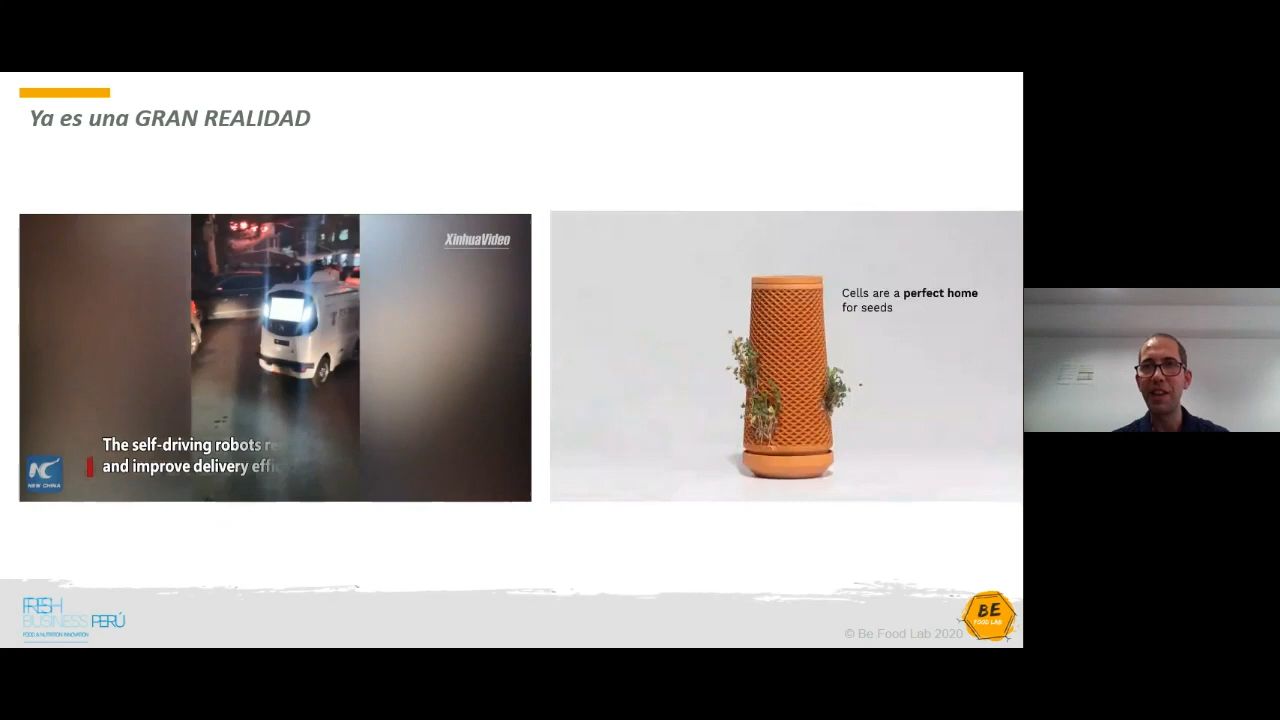 Ya es una GRAN REALIDAD
XinhuaVideo
The self-driving robots
and improve delivery
NEW CHINA
Cells are a perfect home
for seeds
FRESH
BUSINESS PERÚ
FOOD & NUTRITION INNOVATION
© Be Food Lab 2020
BE
FOOD LAB